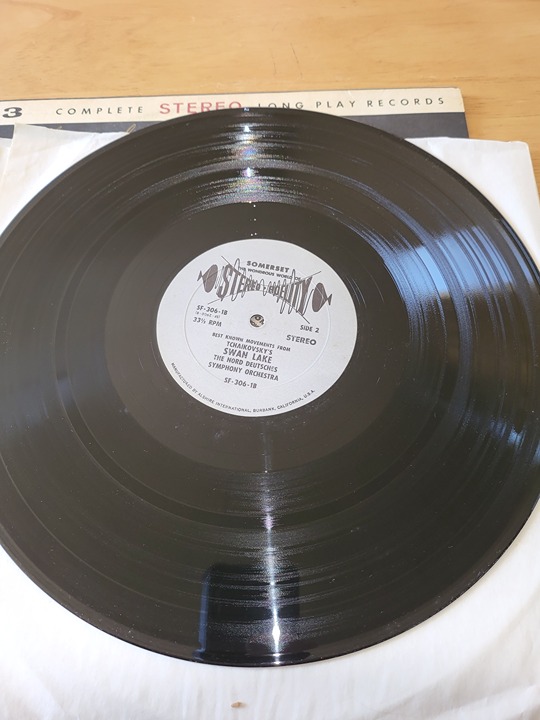 3 COMPLETE STEREO LONG PLAY RECORDS
SOMERSET
THE WONDROUS WORLD OF
STEREO FIDELITY
SF-306-1B
33⅓ RPM
SIDE 2
STEREO
BEST KNOWN MOVEMENTS FROM
TCHAIKOVSKY'S
SWAN LAKE
THE NORD DEUTSCHES
SYMPHONY ORCHESTRA
SF-306-1B
MANUFACTURED BY ALSHIRE INTERNATIONAL, BURBANK, CALIFORNIA, U.S.A.